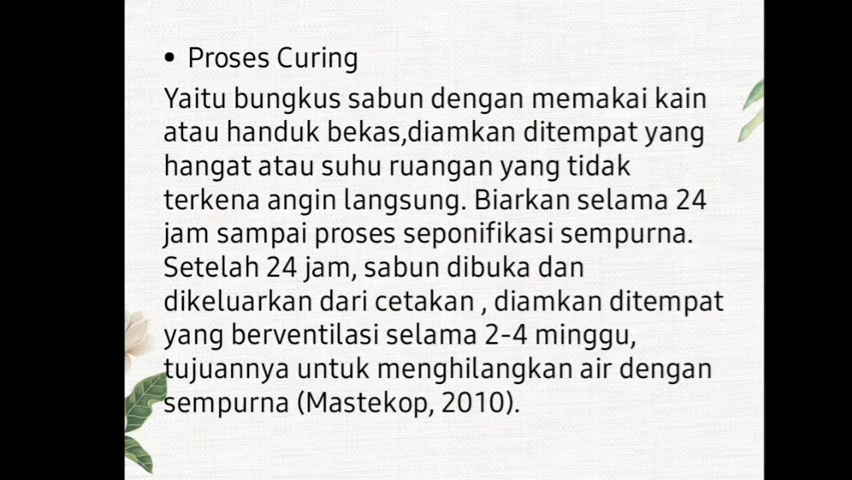 • Proses Curing
Yaitu bungkus sabun dengan memakai kain
atau handuk bekas,diamkan ditempat yang
hangat atau suhu ruangan yang tidak
terkena angin langsung. Biarkan selama 24
jam sampai proses seponifikasi sempurna.
Setelah 24 jam, sabun dibuka dan
dikeluarkan dari cetakan , diamkan ditempat
yang berventilasi selama 2-4 minggu,
tujuannya untuk menghilangkan air dengan
sempurna (Mastekop, 2010).